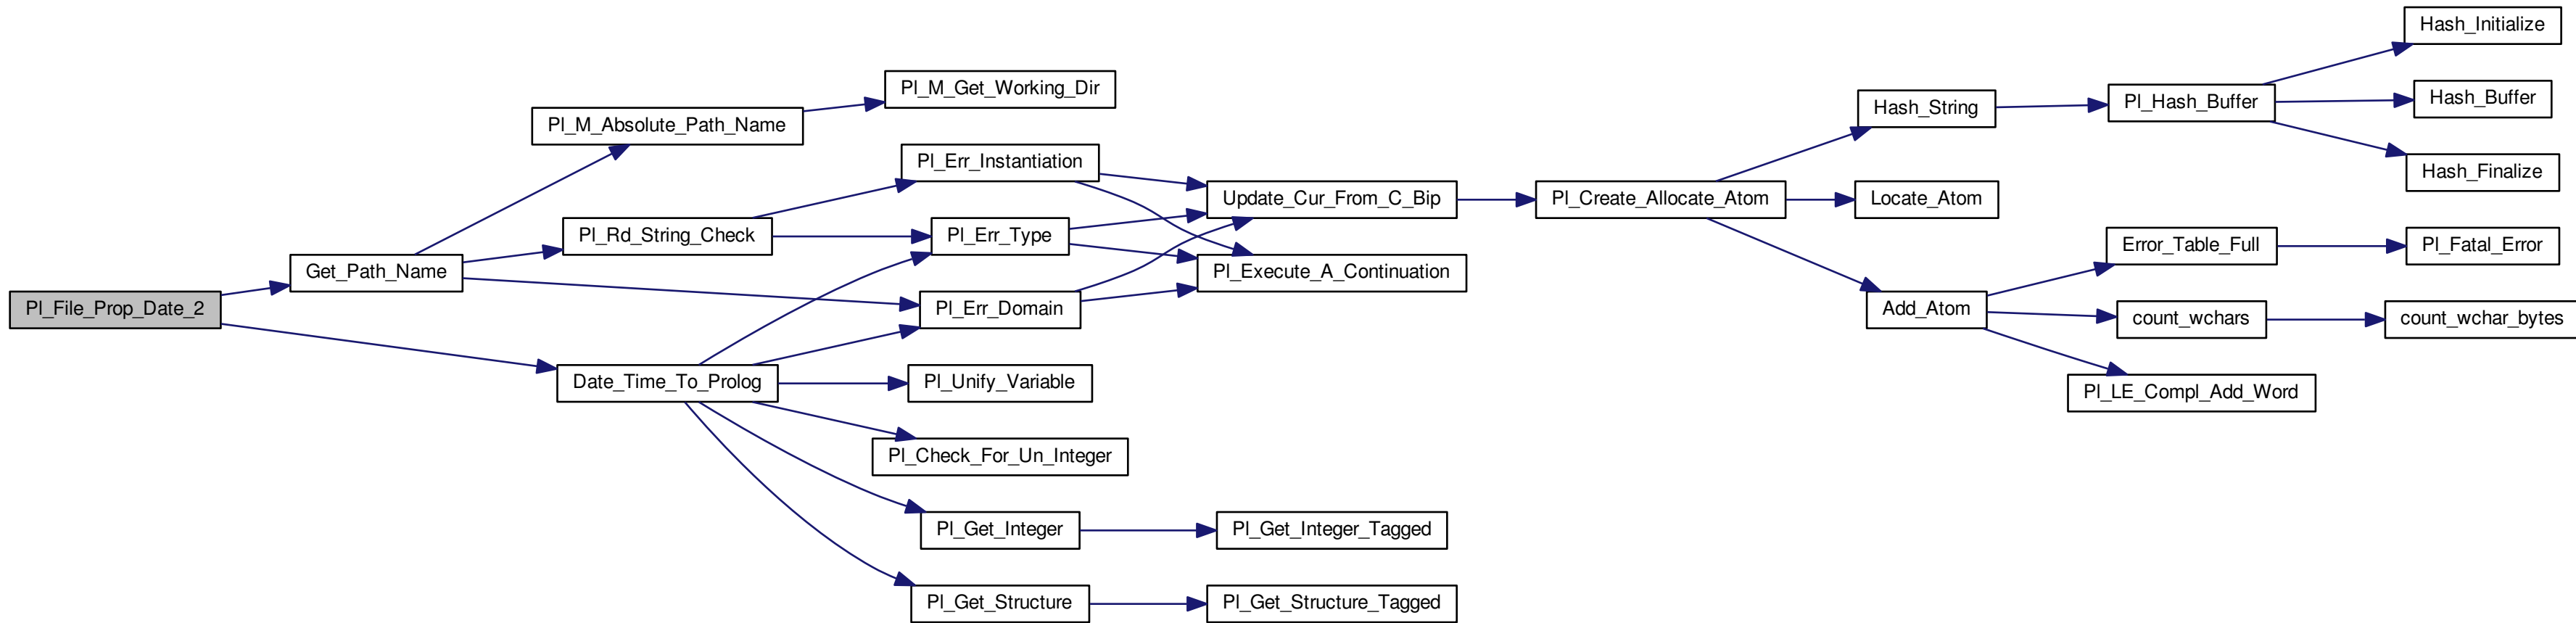 Pl_File_Prop_Date_2
Get_Path_Name
Date_Time_To_Prolog
Pl_M_Absolute_Path_Name
Pl_Rd_String_Check
Pl_M_Get_Working_Dir
Pl_Err_Instantiation
Pl_Err_Type
Pl_Err_Domain
Pl_Unify_Variable
Pl_Check_For_Un_Integer
Pl_Get_Integer
Pl_Get_Structure
Update_Cur_From_C_Bip
Pl_Execute_A_Continuation
Pl_Get_Integer_Tagged
Pl_Get_Structure_Tagged
Pl_Create_Allocate_Atom
Hash_String
Locate_Atom
Add_Atom
Pl_Hash_Buffer
Error_Table_Full
count_wchars
Pl_LE_Compl_Add_Word
Hash_Initialize
Hash_Buffer
Hash_Finalize
Pl_Fatal_Error
count_wchar_bytes